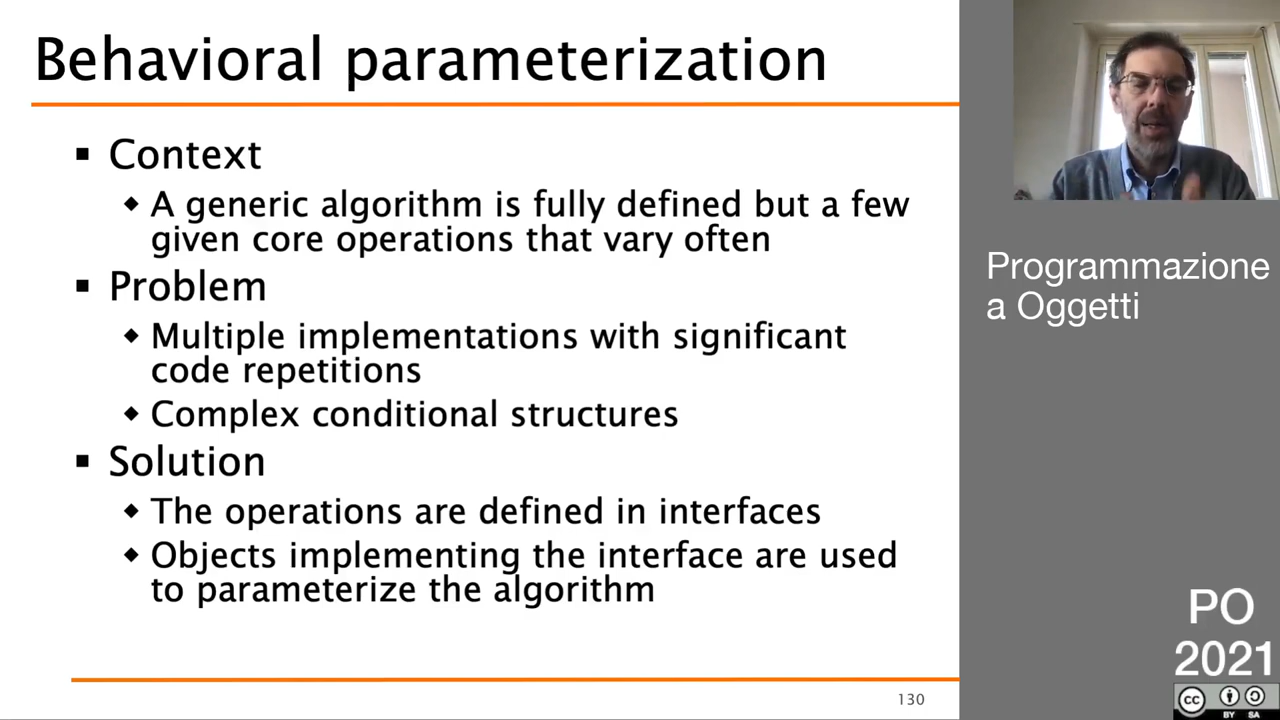 Behavioral parameterization
▪ Context
◆ A generic algorithm is fully defined but a few
given core operations that vary often
▪ Problem
◆ Multiple implementations with significant
code repetitions
◆ Complex conditional structures
▪ Solution
◆ The operations are defined in interfaces
◆ Objects implementing the interface are used
to parameterize the algorithm
130
Programmazione
a Oggetti
PO
2021
cc
BY SA